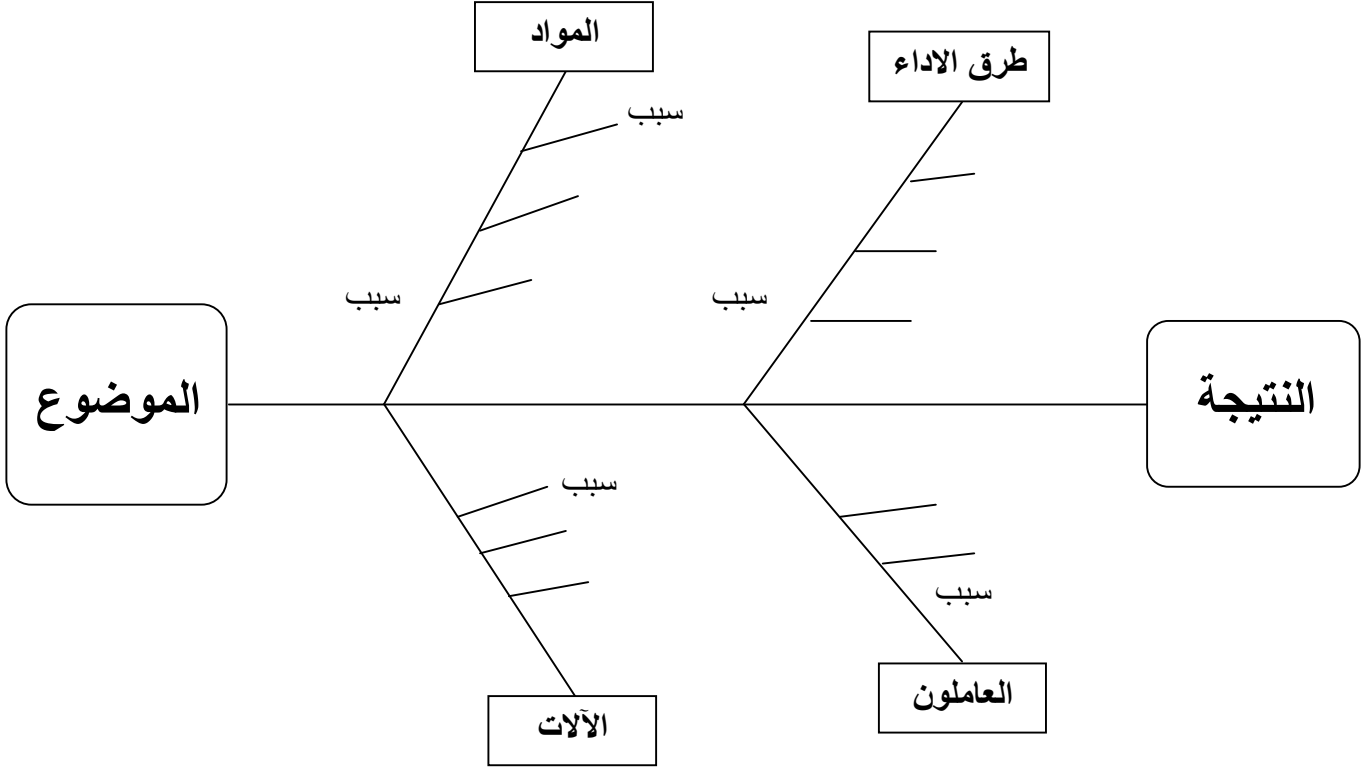 المواد
طرق الاداء
سبب
سبب
سبب
النتيجة
الموضوع
سبب
سبب
العاملون
الآلات